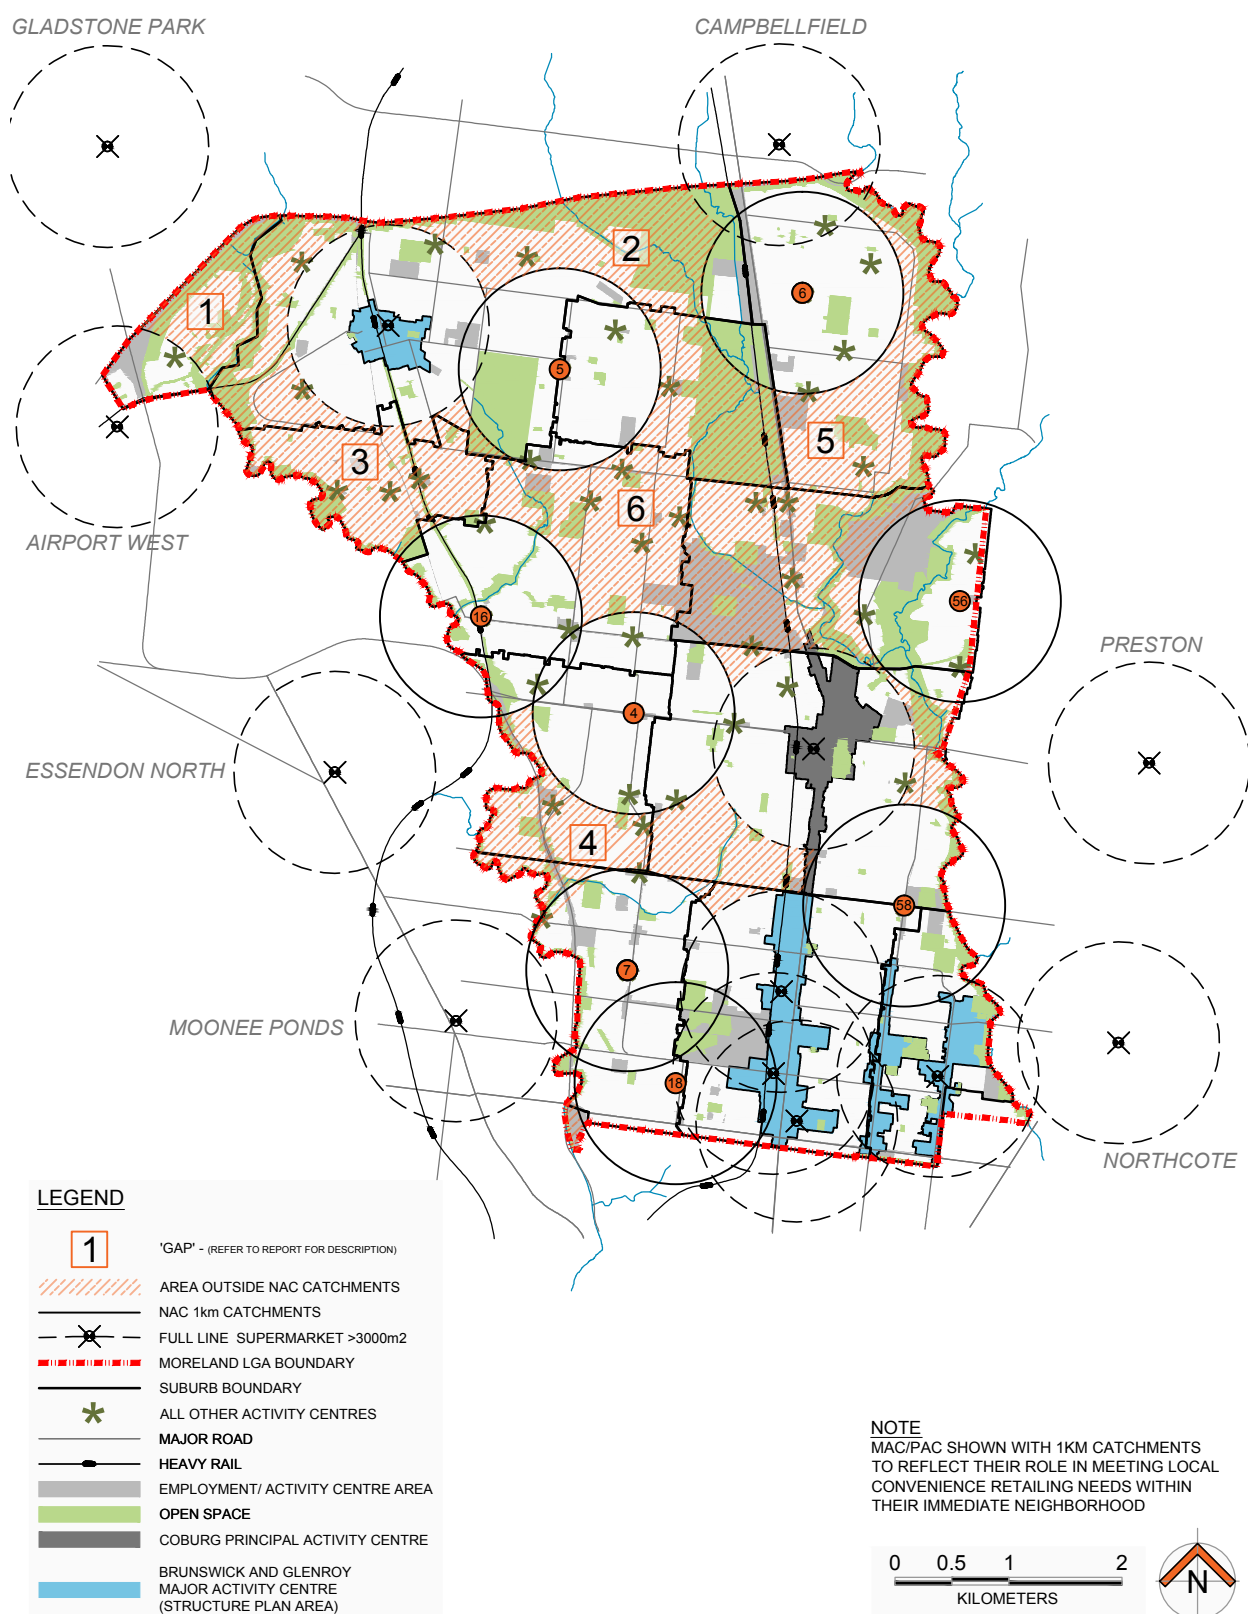 GLADSTONE PARK
CAMPBELLFIELD
2
1
6
5
5
3
6
AIRPORT WEST
16
56
PRESTON
4
ESSENDON NORTH
4
58
7
MOONEE PONDS
18
NORTHCOTE
LEGEND
1
'GAP' - (REFER TO REPORT FOR DESCRIPTION)
AREA OUTSIDE NAC CATCHMENTS
NAC 1km CATCHMENTS
FULL LINE SUPERMARKET >3000m2
MORELAND LGA BOUNDARY
SUBURB BOUNDARY
ALL OTHER ACTIVITY CENTRES
MAJOR ROAD
HEAVY RAIL
EMPLOYMENT/ ACTIVITY CENTRE AREA
OPEN SPACE
COBURG PRINCIPAL ACTIVITY CENTRE
BRUNSWICK AND GLENROY
MAJOR ACTIVITY CENTRE
(STRUCTURE PLAN AREA)
NOTE
MAC/PAC SHOWN WITH 1KM CATCHMENTS
TO REFLECT THEIR ROLE IN MEETING LOCAL
CONVENIENCE RETAILING NEEDS WITHIN
THEIR IMMEDIATE NEIGHBORHOOD
0 0.5 1 2
KILOMETERS
N